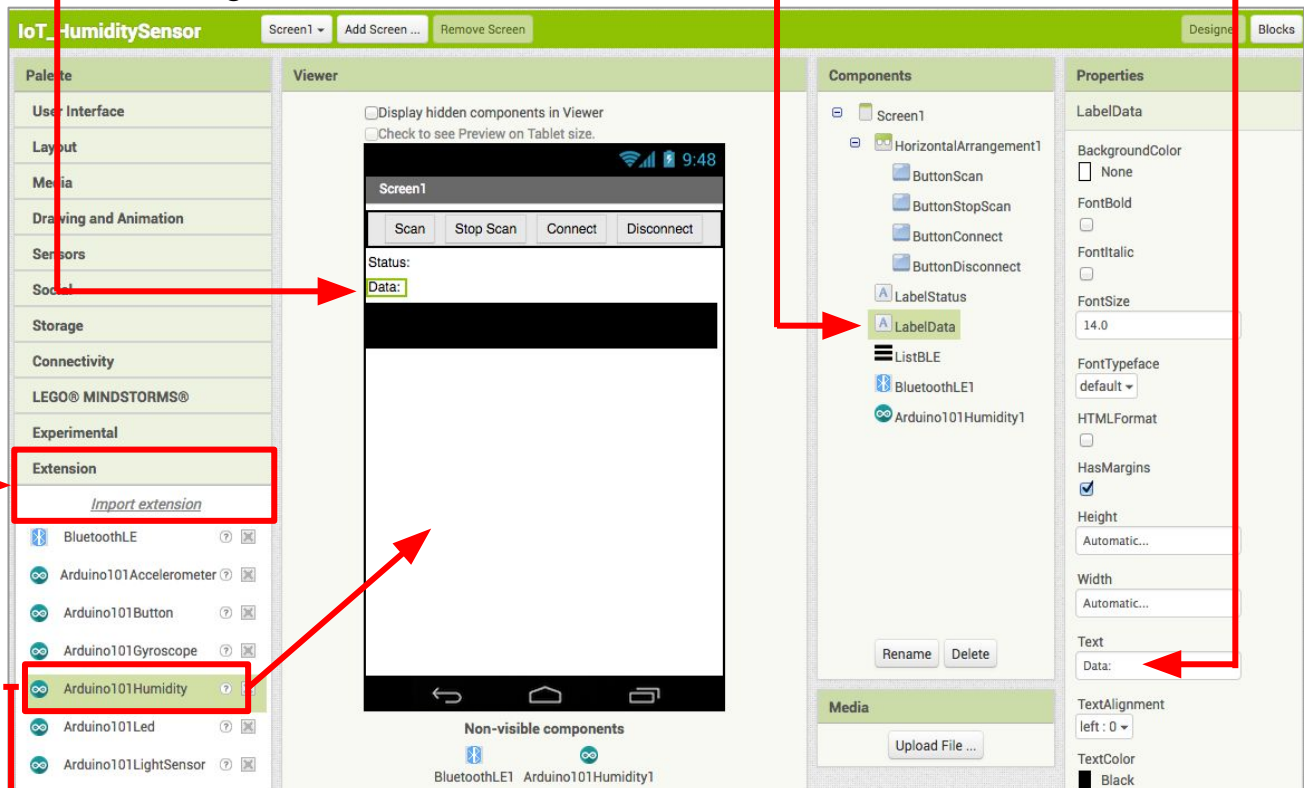 IoT_HumiditySensor
Screen1
Add Screen ...
Remove Screen
Designer
Blocks
Palette
User Interface
Layout
Media
Drawing and Animation
Sensors
Social
Storage
Connectivity
LEGO® MINDSTORMS®
Experimental
Extension
Import extension
BluetoothLE
Arduino101Accelerometer
Arduino101Button
Arduino101Gyroscope
Arduino101Humidity
Arduino101Led
Arduino101LightSensor
Viewer
Display hidden components in Viewer
Check to see Preview on Tablet size.
9:48
Screen1
Scan Stop Scan Connect Disconnect
Status:
Data:
Non-visible components
BluetoothLE1 Arduino101Humidity1
Components
Screen1
HorizontalArrangement1
ButtonScan
ButtonStopScan
ButtonConnect
ButtonDisconnect
LabelStatus
LabelData
ListBLE
BluetoothLE1
Arduino101Humidity1
Rename Delete
Media
Upload File ...
Properties
LabelData
BackgroundColor
None
FontBold
FontItalic
FontSize
14.0
FontTypeface
default
HTMLFormat
HasMargins
Height
Automatic...
Width
Automatic...
Text
Data:
TextAlignment
left : 0
TextColor
Black